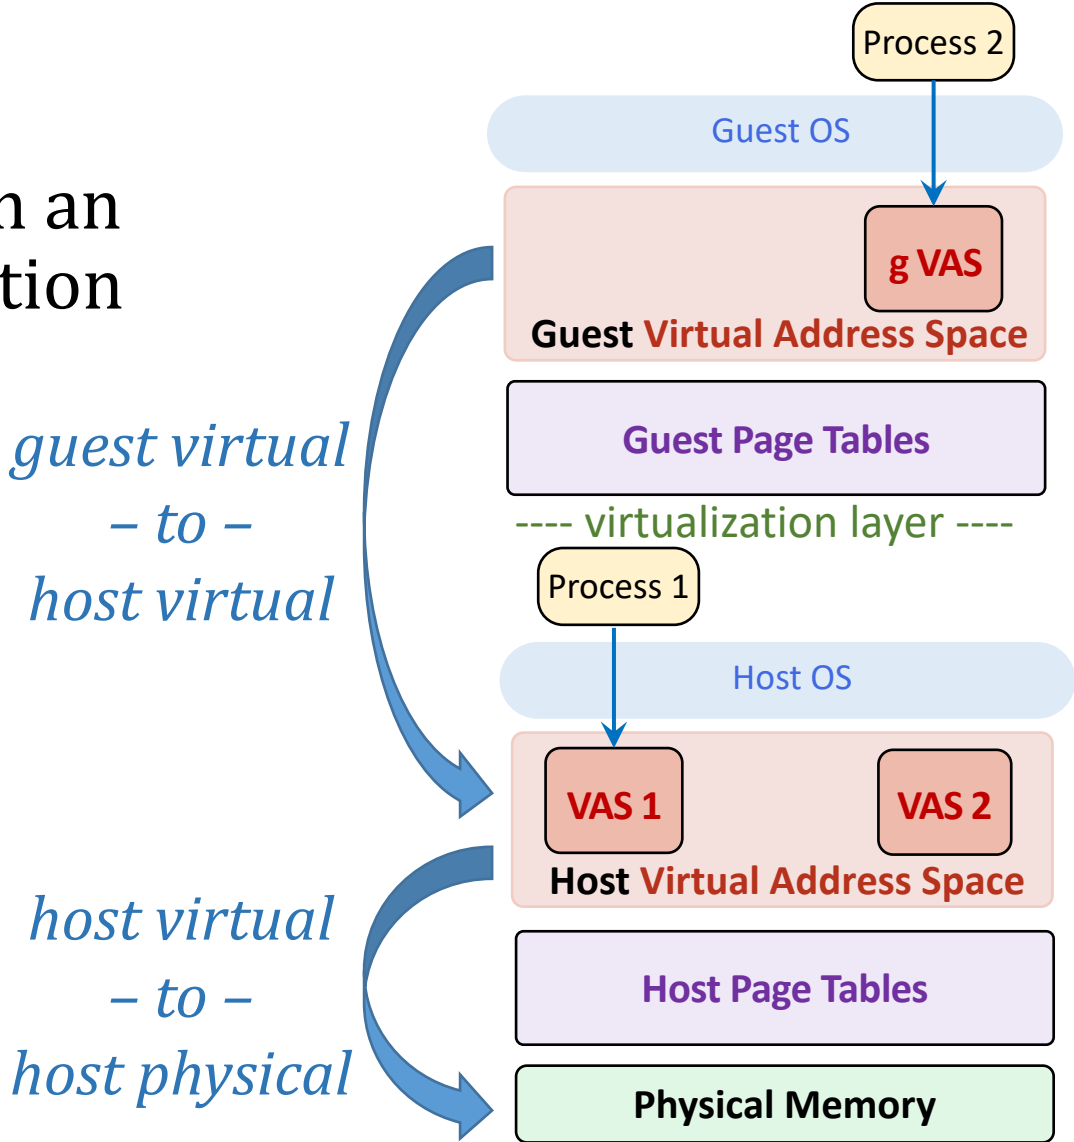 Process 2
Guest OS
n an
tion
g VAS
Guest Virtual Address Space
guest virtual
– to –
host virtual
Guest Page Tables
---- virtualization layer ----
Process 1
Host OS
VAS 1
VAS 2
Host Virtual Address Space
host virtual
– to –
host physical
Host Page Tables
Physical Memory